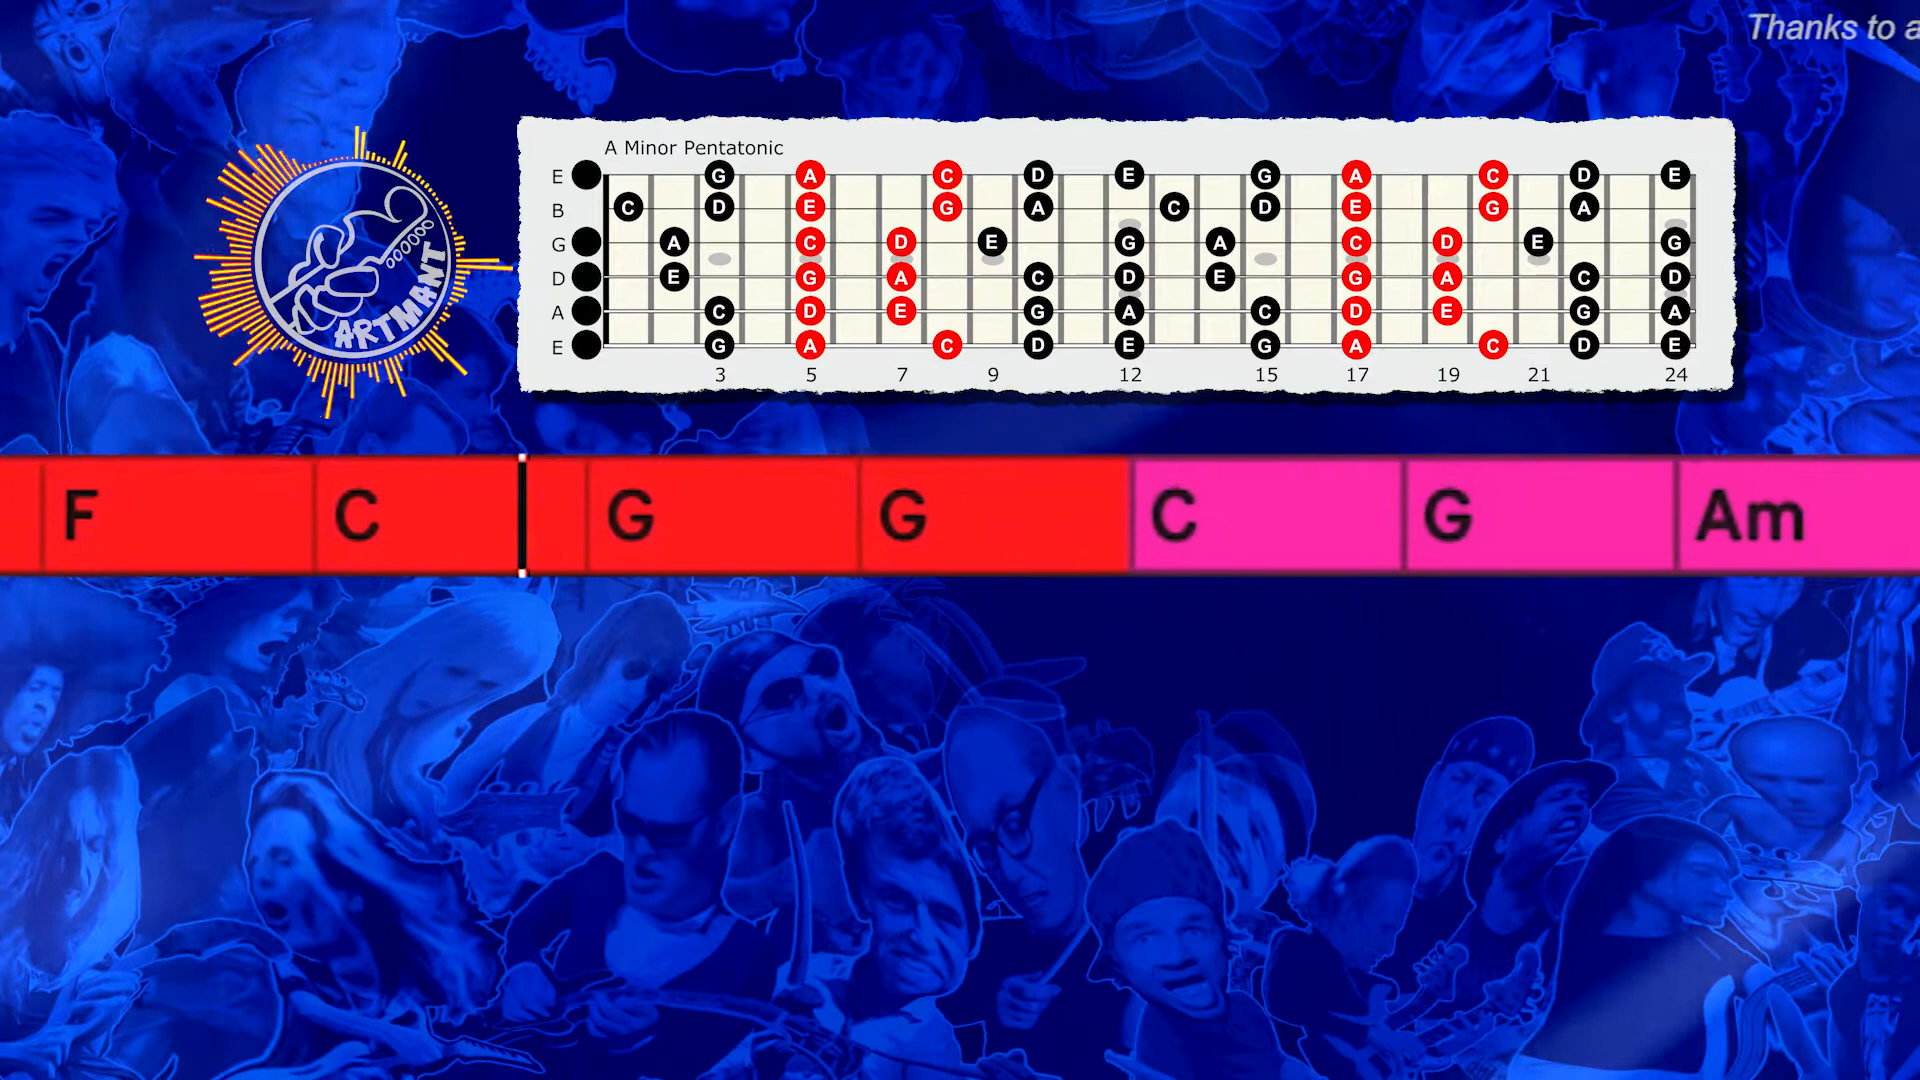 Thanks to a
A Minor Pentatonic
E G A C D E G A C D E
B C D E G A C D E G A
G A C D E G A C D E G
D E G A C D E G A C D
A C D E G A C D E G A
E G A C D E G A C D E
3 5 7 9 12 15 17 19 21 24
ARTMANT
F C G G C G Am